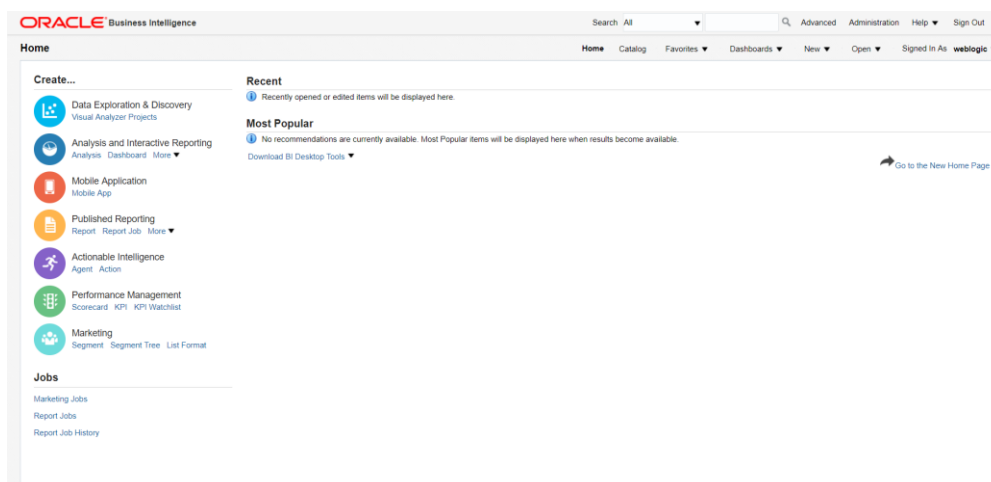 ORACLE Business Intelligence
Search All Advanced Administration Help Sign Out
Home
Home Catalog Favorites Dashboards New Open Signed In As weblogic
Create...
Data Exploration & Discovery
Visual Analyzer Projects
Analysis and Interactive Reporting
Analysis Dashboard More
Mobile Application
Mobile App
Published Reporting
Report Report Job More
Actionable Intelligence
Agent Action
Performance Management
Scorecard KPI KPI Watchlist
Marketing
Segment Segment Tree List Format
Jobs
Marketing Jobs
Report Jobs
Report Job History
Recent
Recently opened or edited items will be displayed here.
Most Popular
No recommendations are currently available. Most Popular items will be displayed here when results become available.
Download BI Desktop Tools
Go to the New Home Page